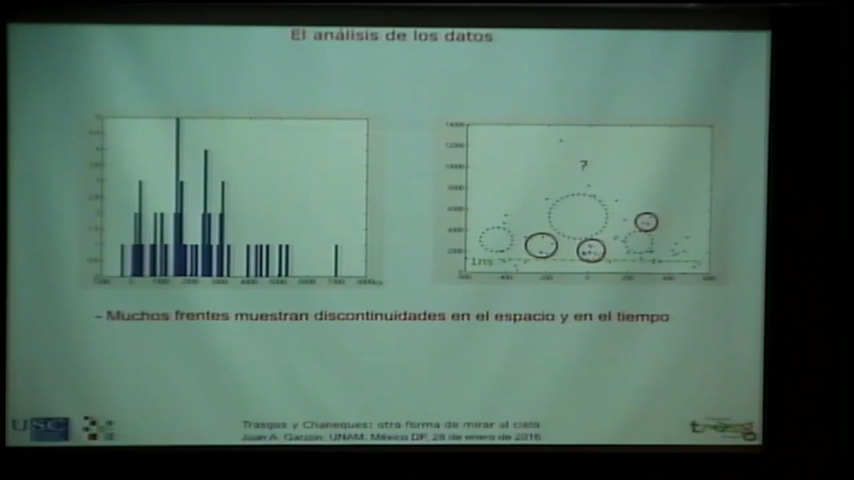 El análisis de los datos
?
1ns
- Muchos frentes muestran discontinuidades en el espacio y en el tiempo
USC
Trasgos y Chaneques: otra forma de mirar al cielo
Juan A. Garzón. UNAM, México DF, 28 de enero de 2016